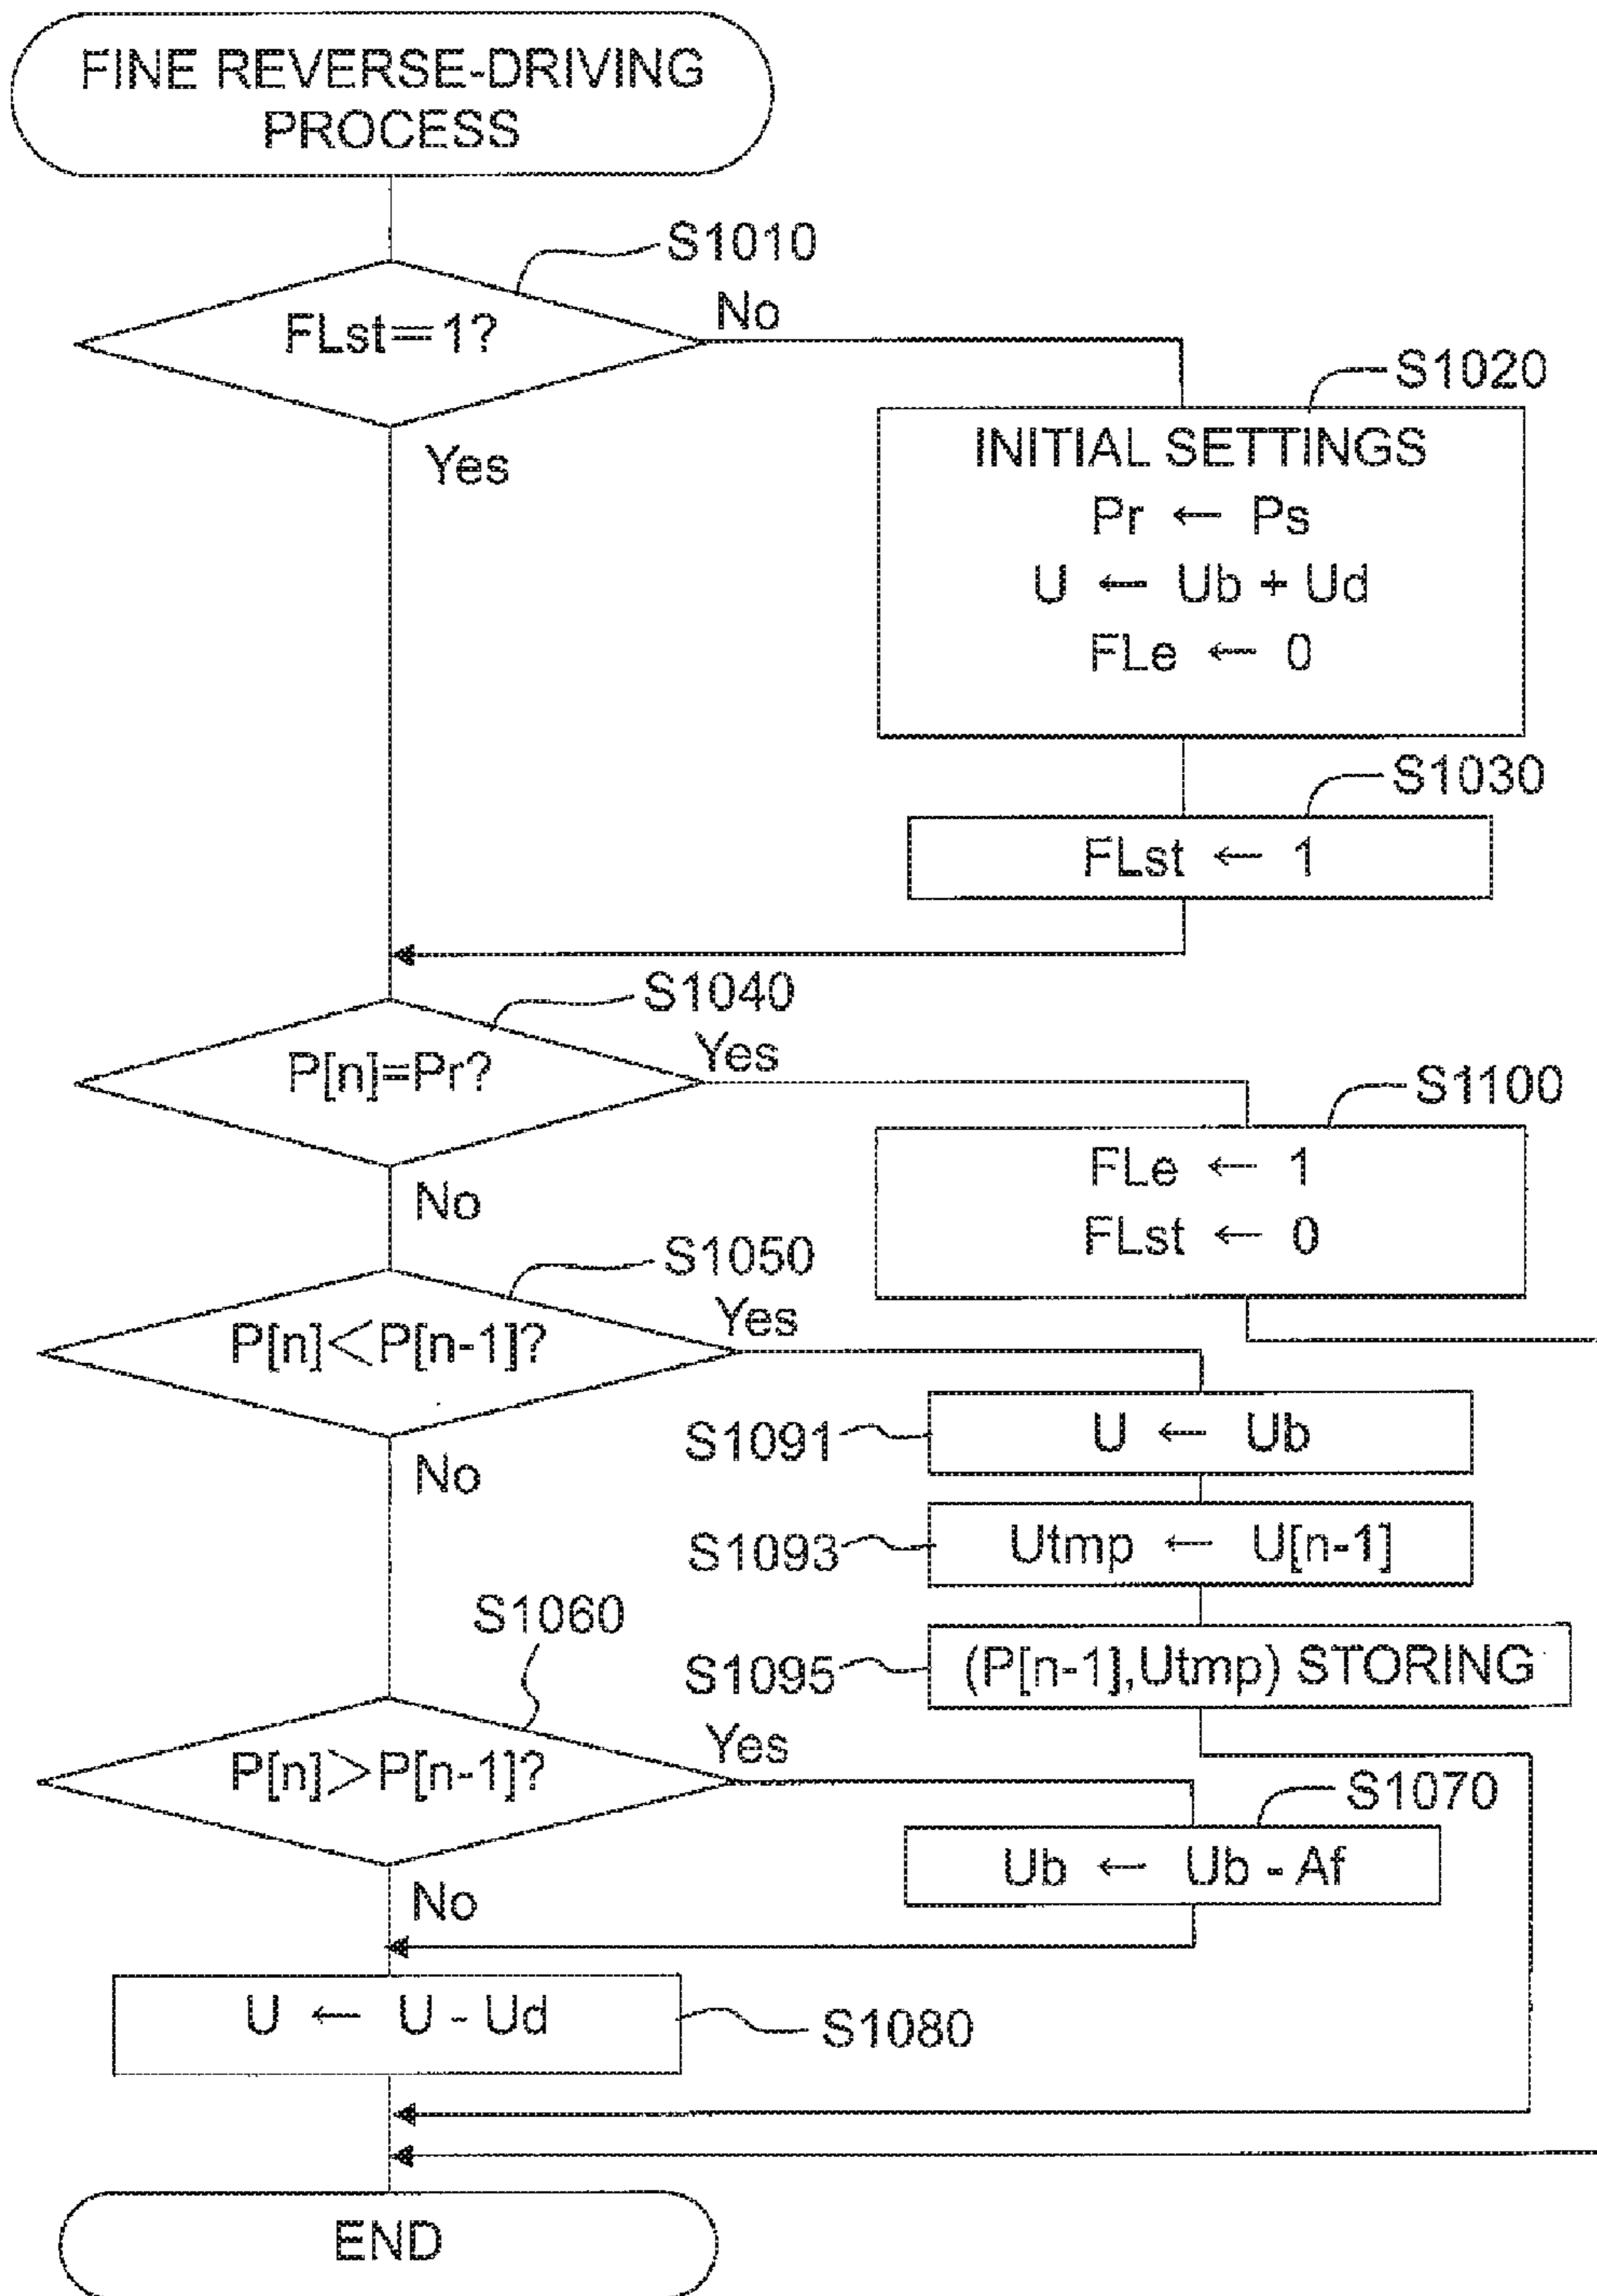 FINE REVERSE-DRIVING
PROCESS
S1010
FLst==1?
No
Yes
S1020
INITIAL SETTINGS
Pr ← Ps
U ← Ub + Ud
FLe ← 0
S1030
FLst ← 1
S1040
P[n]=Pr?
Yes
No
S1100
FLe ← 1
FLst ← 0
S1050
P[n]<P[n-1]?
Yes
No
S1091
U ← Ub
S1093
Utmp ← U[n-1]
S1095
(P[n-1],Utmp) STORING
S1060
P[n]>P[n-1]?
Yes
No
S1070
Ub ← Ub - Af
U ← U - Ud
S1080
END